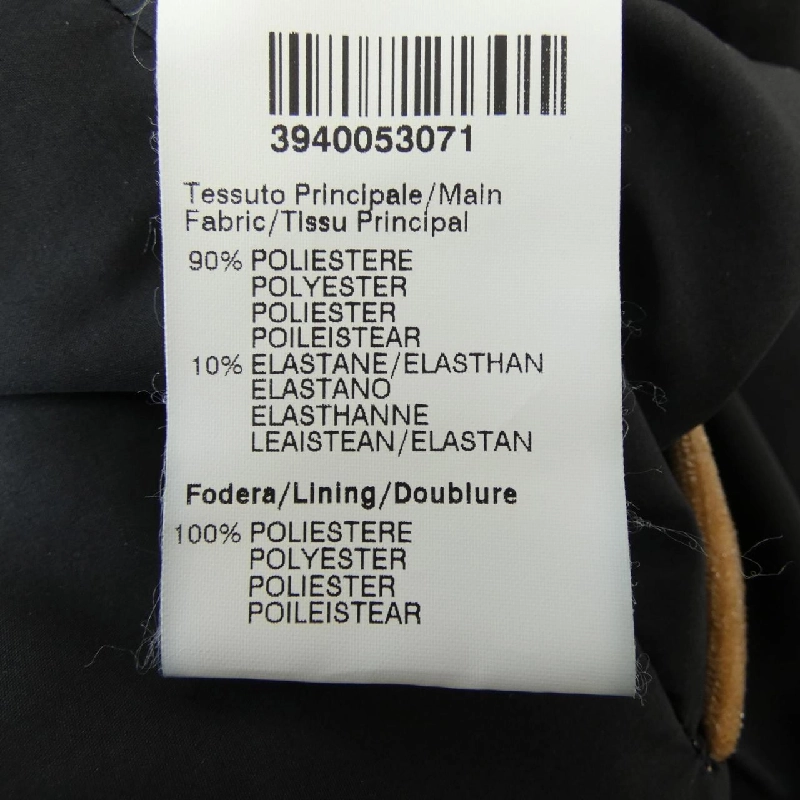 3940053071
Tessuto Principale/Main
Fabric/Tissu Principal
90% POLIESTERE
POLYESTER
POLIESTER
POILEISTEAR
10% ELASTANE/ELASTHAN
ELASTANO
ELASTHANNE
LEAISTEAN/ELASTAN
Fodera/Lining/Doublure
100% POLIESTERE
POLYESTER
POLIESTER
POILEISTEAR